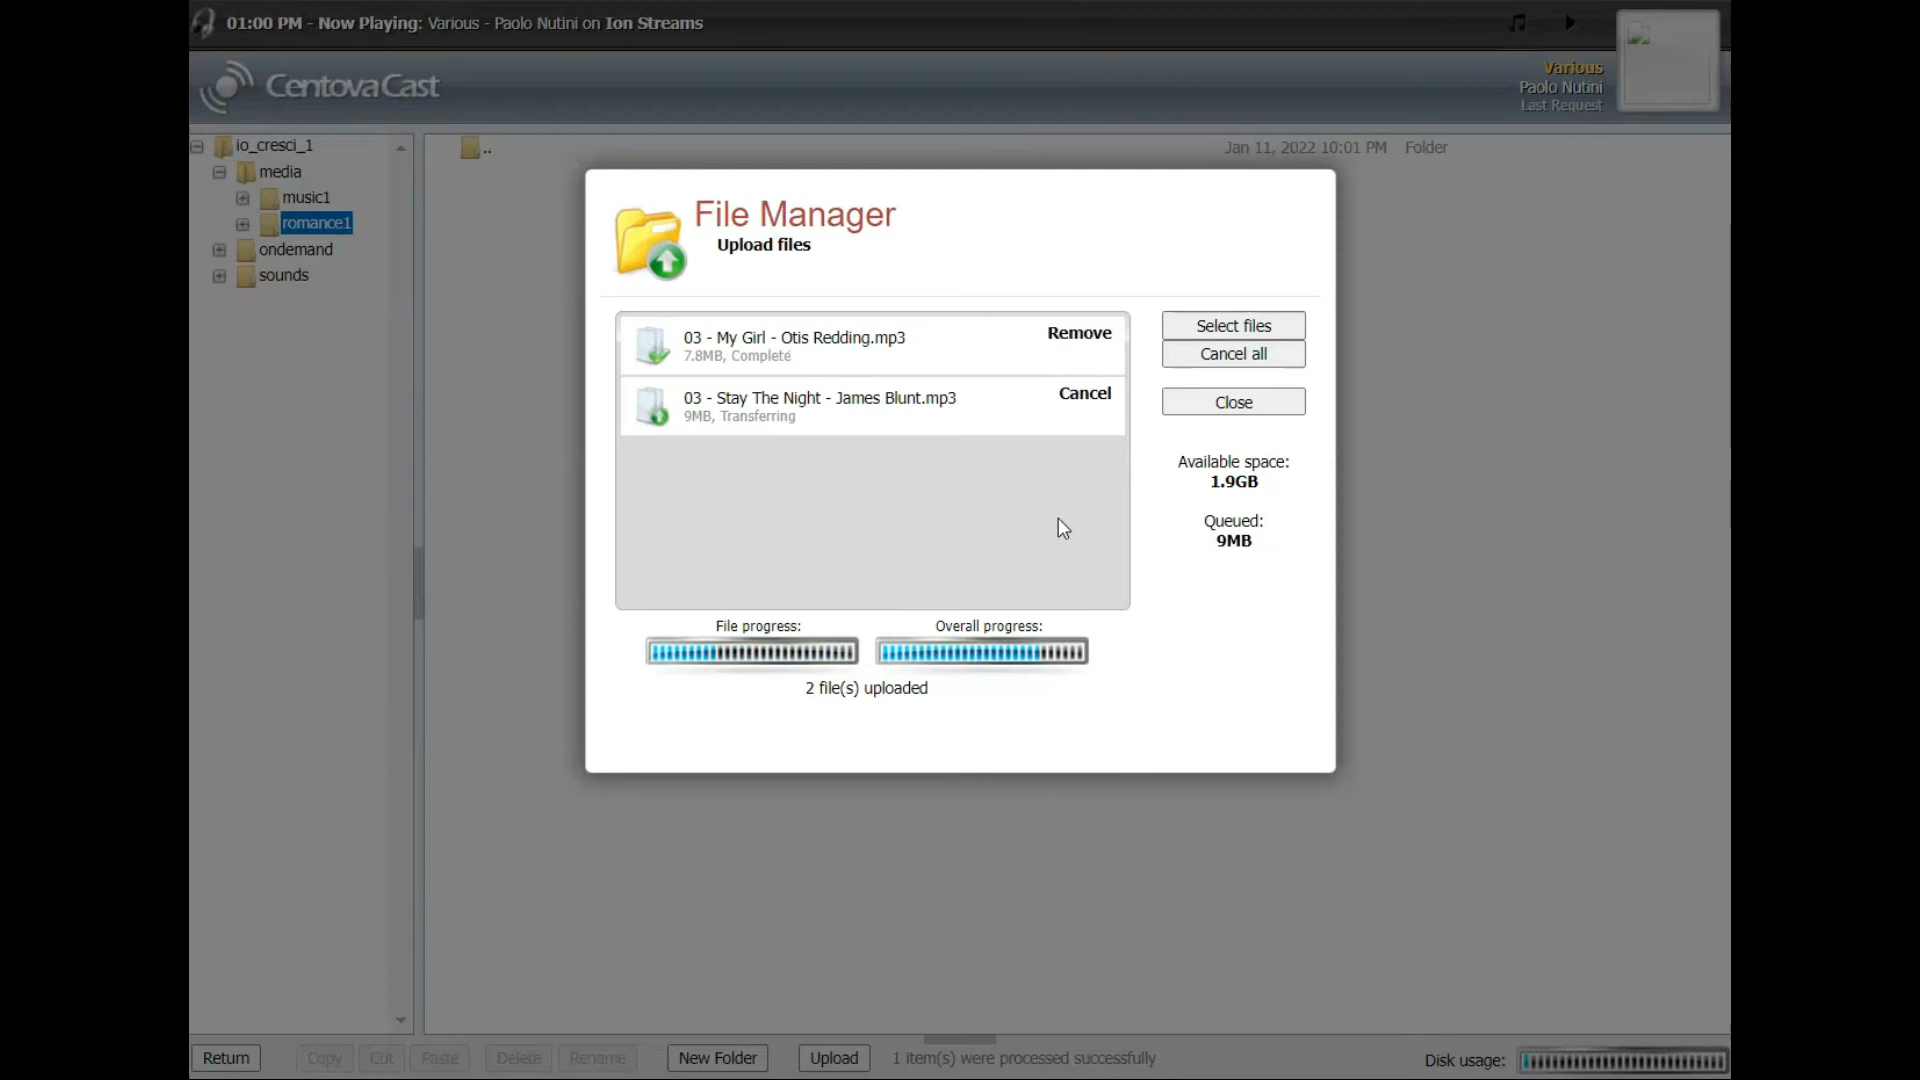 01:00 PM - Now Playing: Various - Paolo Nutini on Ion Streams
CentovaCast
Various
Paolo Nutini
Last Request
io_cresci_1
media
music1
romance1
ondemand
sounds
.. Jan 11, 2022 10:01 PM Folder
File Manager
Upload files
03 - My Girl - Otis Redding.mp3 Remove
7.8MB, Complete
03 - Stay The Night - James Blunt.mp3 Cancel
9MB, Transferring
Select files
Cancel all
Close
Available space:
1.9GB
Queued:
9MB
File progress: Overall progress:
2 file(s) uploaded
Return Copy Cut Paste Delete Rename New Folder Upload 1 item(s) were processed successfully Disk usage: